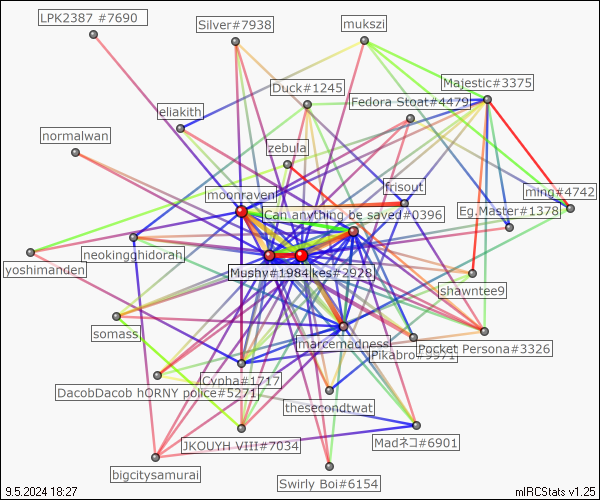 LPK2387 #7690
Silver#7938
mukszi
Duck#1245
Majestic#3375
Fedora Stoat#4479
eliakith
normalwan
zebula
moonraven
frisout
ming#4742
Can anything be saved#0396
Eg.Master#1378
neokingghidorah
yoshimanden
Mushy#1984
kes#2928
shawntee9
somass
marcemadness
Pocket Persona#3326
Cypha#1717
DacobDacob hORNY police#5271
thesecondtwat
JKOUYH VIII#7034
Madネコ#6901
bigcitysamurai
Swirly Boi#6154
9.5.2024 18:27
mIRCStats v1.25